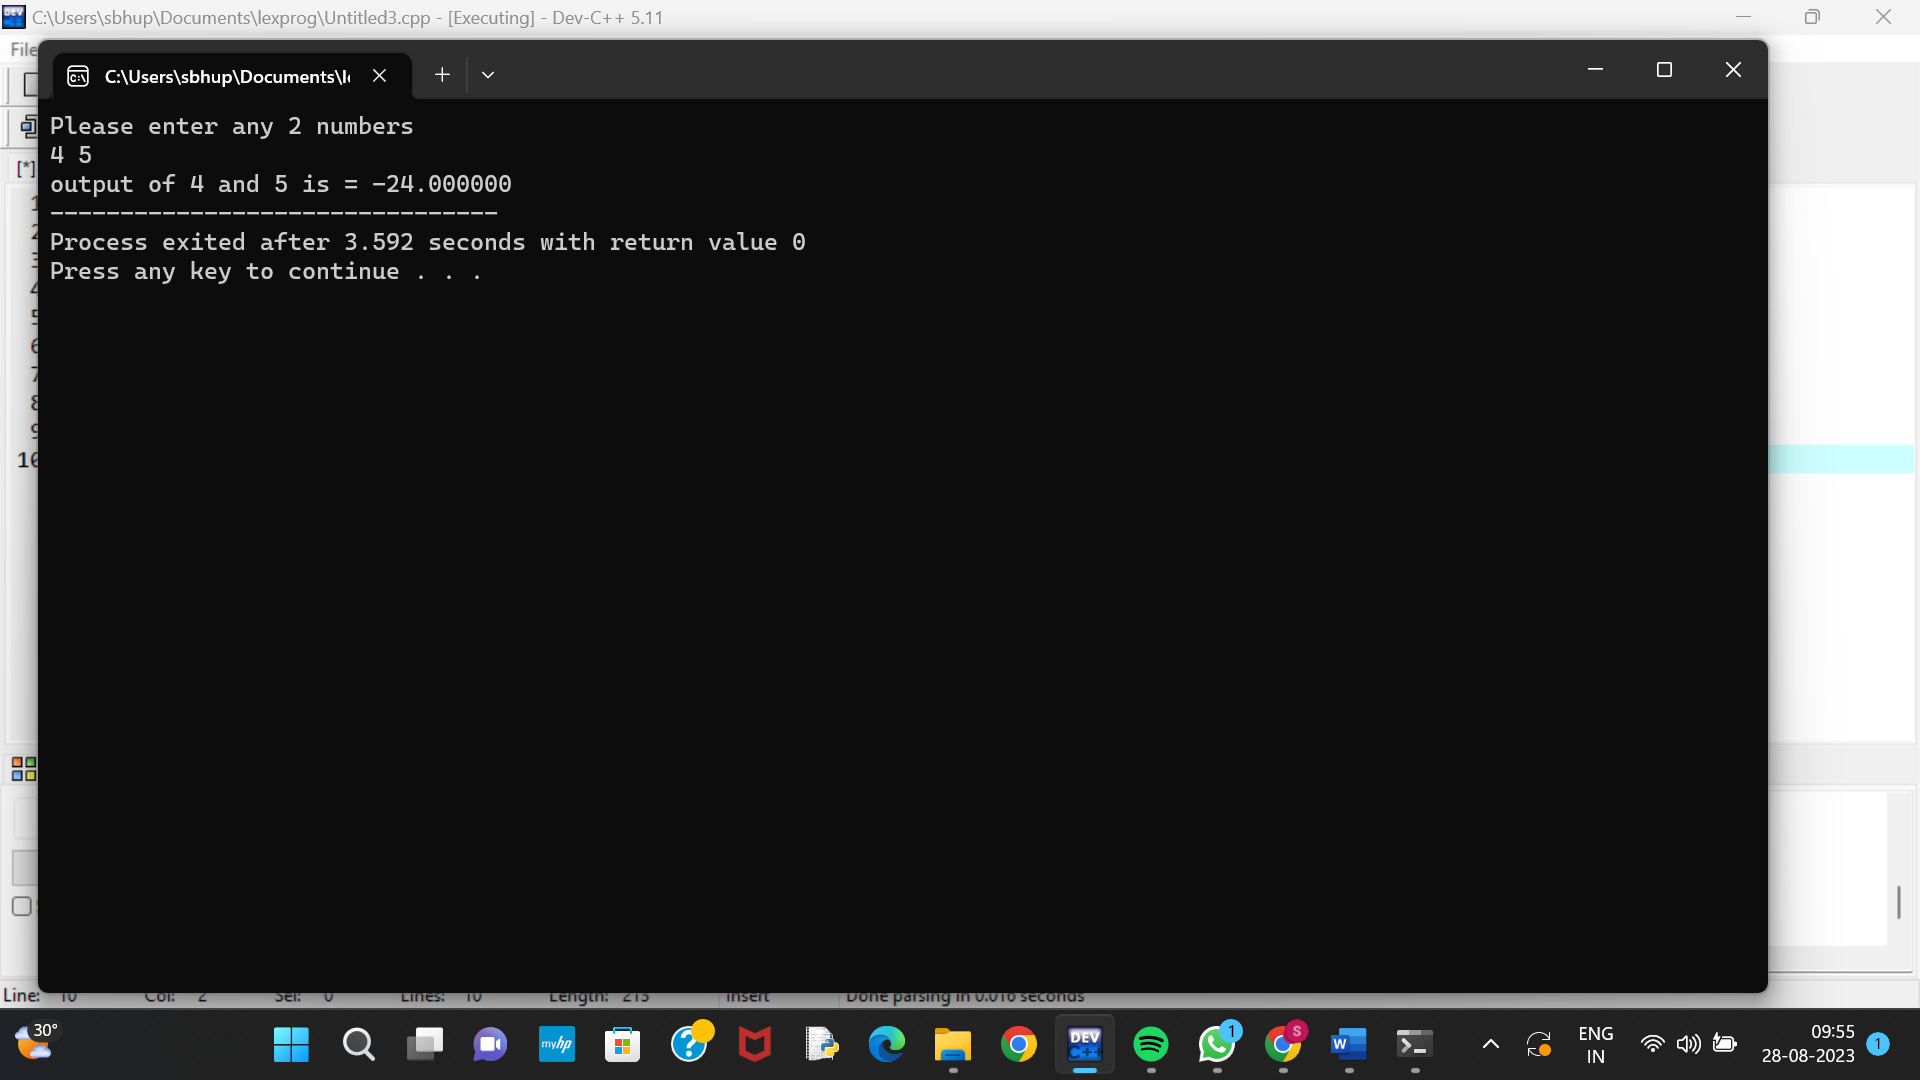 C:\Users\sbhup\Documents\lexprog\Untitled3.cpp - [Executing] - Dev-C++ 5.11
File
C:\Users\sbhup\Documents\l
[*]
Please enter any 2 numbers
4 5
output of 4 and 5 is = -24.000000
--------------------------------
Process exited after 3.592 seconds with return value 0
Press any key to continue . . .
1
2
3
4
5
6
7
8
9
10
Line: 10 Col: 2 Sel: 0 Lines: 10 Length: 213 Insert Done parsing in 0.016 seconds
30°
myhp
DEV
C++
1
S
W
ENG
IN
09:55
28-08-2023
1